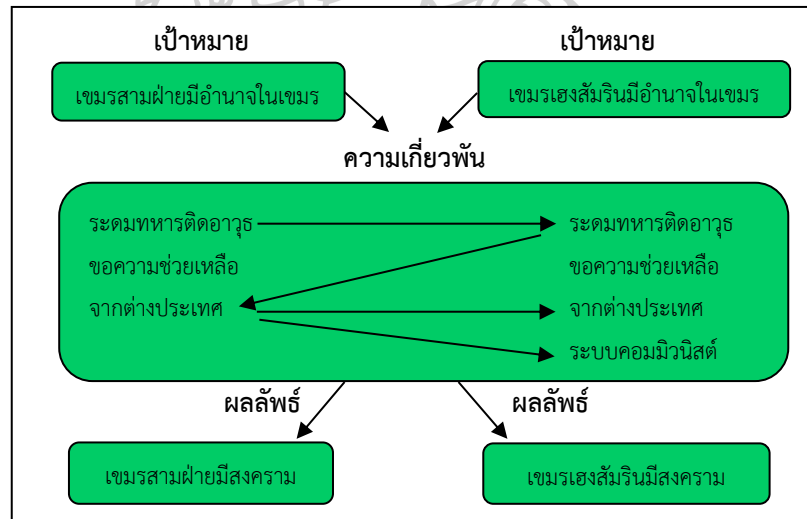 เป้าหมาย
เป้าหมาย
เขมรสามฝ่ายมีอำนาจในเขมร
เขมรเฮงสัมรินมีอำนาจในเขมร
ความเกี่ยวพัน
ระดมทหารติดอาวุธ
ระดมทหารติดอาวุธ
ขอความช่วยเหลือ
ขอความช่วยเหลือ
จากต่างประเทศ
จากต่างประเทศ
ระบบคอมมิวนิสต์
ผลลัพธ์
ผลลัพธ์
เขมรสามฝ่ายมีสงคราม
เขมรเฮงสัมรินมีสงคราม